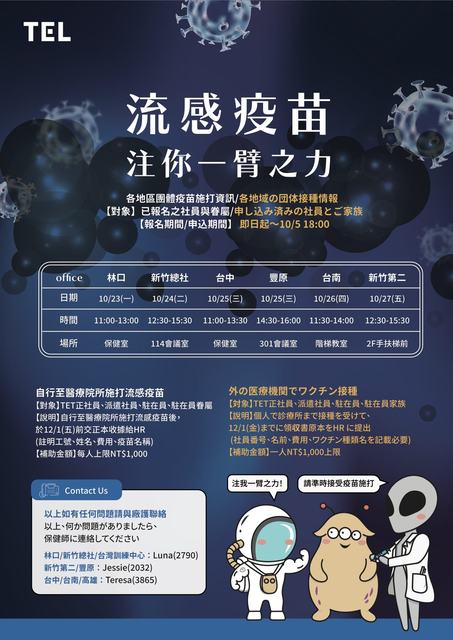 TEL
流感疫苗
注你一臂之力
各地區團體疫苗施打資訊/各地域の団体接種情報
【對象】已報名之社員與眷屬/申し込み済みの社員とご家族
【報名期間/申込期間】 即日起～10/5 18:00
office 林口 新竹總社 台中 豐原 台南 新竹第二
日期 10/23(一) 10/24(二) 10/25(三) 10/25(三) 10/26(四) 10/27(五)
時間 11:00-13:00 12:30-15:30 11:00-13:30 14:30-16:00 11:30-14:00 12:30-15:30
場所 保健室 114會議室 保健室 301會議室 階梯教室 2F手扶梯前
自行至醫療院所施打流感疫苗
【對象】TET正社員、派遣社員、駐在員、駐在員眷屬
【說明】自行至醫療院所施打流感疫苗後，
於12/1(五)前交正本收據給HR
(註明工號、姓名、費用、疫苗名稱)
【補助金額】每人上限NT$1,000
外の医療機関でワクチン接種
【対象】TET正社員、派遣社員、駐在員、駐在員家族
【説明】個人で診療所まで接種を受けて、
12/1(金)までに領収書原本をHR に提出
(社員番号、名前、費用、ワクチン種類名を記載必要)
【補助金額】一人NT$1,000上限
Contact Us
以上如有任何問題請與廠護聯絡
以上、何か問題がありましたら、
保健師に連絡してください
林口/新竹總社/台灣訓練中心：Luna(2790)
新竹第二/豐原：Jessie(2032)
台中/台南/高雄：Teresa(3865)
注我一臂之力!
請準時接受疫苗施打